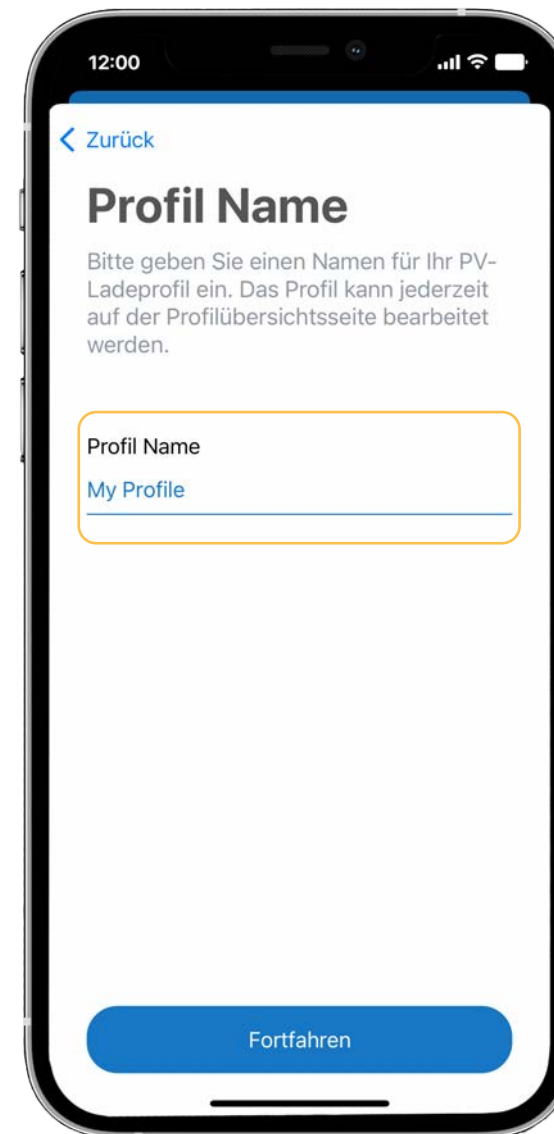 12:00
Zurück
Profil Name
Bitte geben Sie einen Namen für Ihr PV-
Ladeprofil ein. Das Profil kann jederzeit
auf der Profilübersichtsseite bearbeitet
werden.
Profil Name
My Profile
Fortfahren